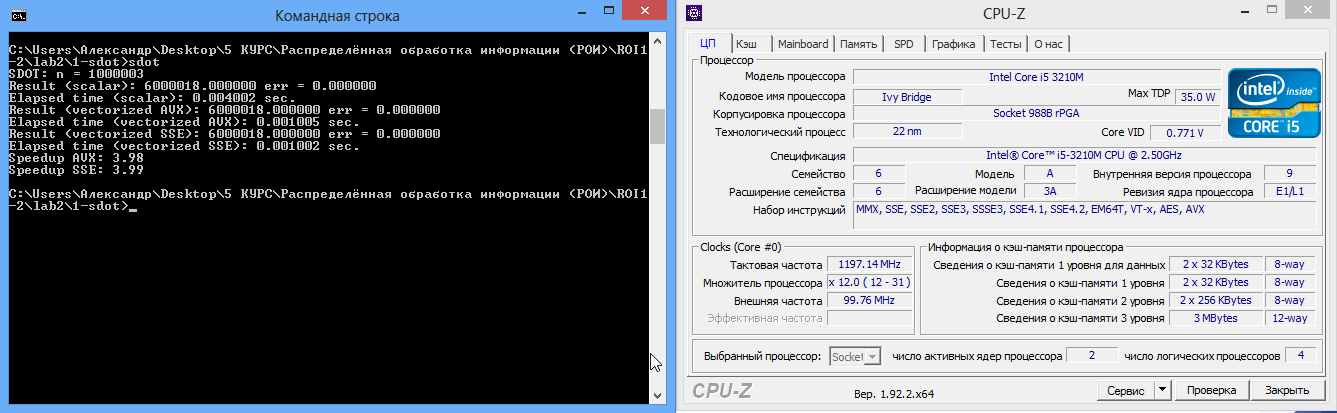 Командная строка
C:\Users\Александр\Desktop\5 КУРС\Распределённая обработка информации (РОИ)\ROI1
-2\lab2\1-sdot>sdot
SDOT: n = 1000003
Result (scalar): 6000018.000000 err = 0.000000
Elapsed time (scalar): 0.004002 sec.
Result (vectorized AVX): 6000018.000000 err = 0.000000
Elapsed time (vectorized AVX): 0.001005 sec.
Result (vectorized SSE): 6000018.000000 err = 0.000000
Elapsed time (vectorized SSE): 0.001002 sec.
Speedup AVX: 3.98
Speedup SSE: 3.99
C:\Users\Александр\Desktop\5 КУРС\Распределённая обработка информации (РОИ)\ROI1
-2\lab2\1-sdot>_
CPU-Z
ЦП Кэш Mainboard Память SPD Графика Тесты О нас
Процессор
Модель процессора Intel Core i5 3210M
Кодовое имя процессора Ivy Bridge Max TDP 35.0 W
Корпусировка процессора Socket 988B rPGA
Технологический процесс 22 nm Core VID 0.771 V
intel inside
CORE i5
Спецификация Intel® Core™ i5-3210M CPU @ 2.50GHz
Семейство 6 Модель A Внутренняя версия процессора 9
Расширение семейства 6 Расширение модели 3A Ревизия ядра процессора E1/L1
Набор инструкций MMX, SSE, SSE2, SSE3, SSSE3, SSE4.1, SSE4.2, EM64T, VT-x, AES, AVX
Clocks (Core #0)
Тактовая частота 1197.14 MHz
Множитель процессора x 12.0 ( 12 - 31 )
Внешняя частота 99.76 MHz
Эффективная частота
Информация о кэш-памяти процессора
Сведения о кэш-памяти 1 уровня для данных 2 x 32 KBytes 8-way
Сведения о кэш-памяти 1 уровня 2 x 32 KBytes 8-way
Сведения о кэш-памяти 2 уровня 2 x 256 KBytes 8-way
Сведения о кэш-памяти 3 уровня 3 MBytes 12-way
Выбранный процессор: Socket число активных ядер процессора 2 число логических процессоров 4
CPU-Z Вер. 1.92.2.x64 Сервис Проверка Закрыть